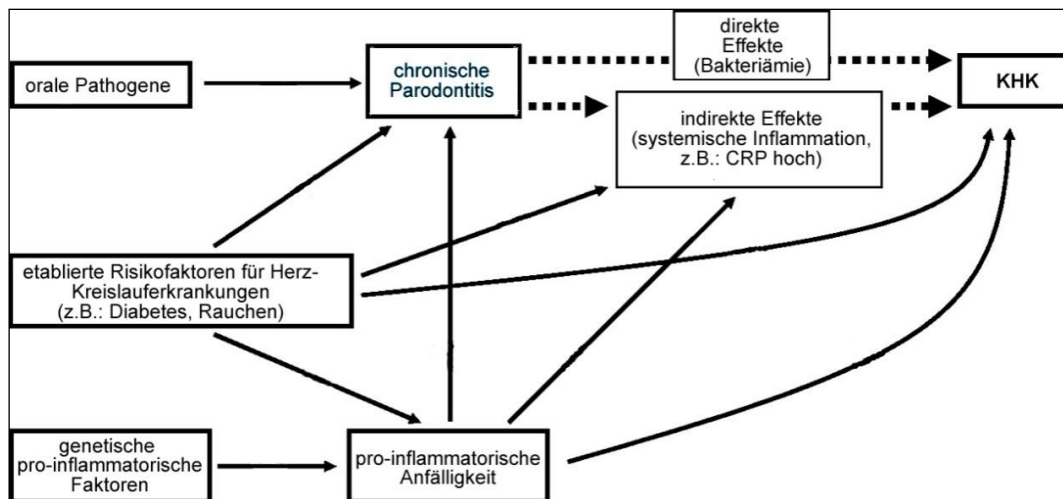 direkte
Effekte
(Bakteriämie)
orale Pathogene
chronische
Parodontitis
KHK
indirekte Effekte
(systemische Inflammation,
z.B.: CRP hoch)
etablierte Risikofaktoren für Herz-
Kreislauferkrankungen
(z.B.: Diabetes, Rauchen)
genetische
pro-inflammatorische
Faktoren
pro-inflammatorische
Anfälligkeit